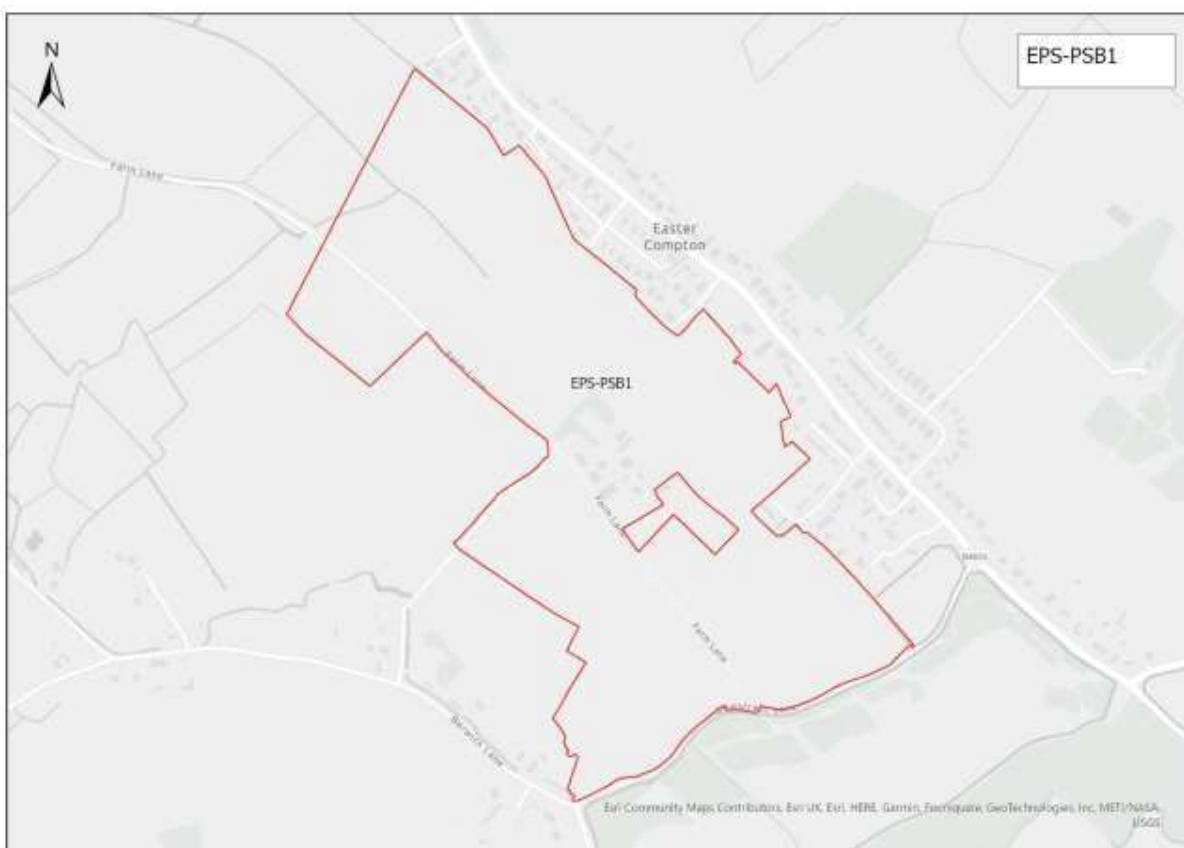 N
EPS-PSB1
Farm Lane
Easter
Compton
EPS-PSB1
Farm Lane
Farm Lane
Farm Lane
Berwick Lane
Esri Community Maps Contributors, Esri UK, Esri, HERE, Garmin, Foursquare, GeoTechnologies, Inc, METI/NASA,
USGS